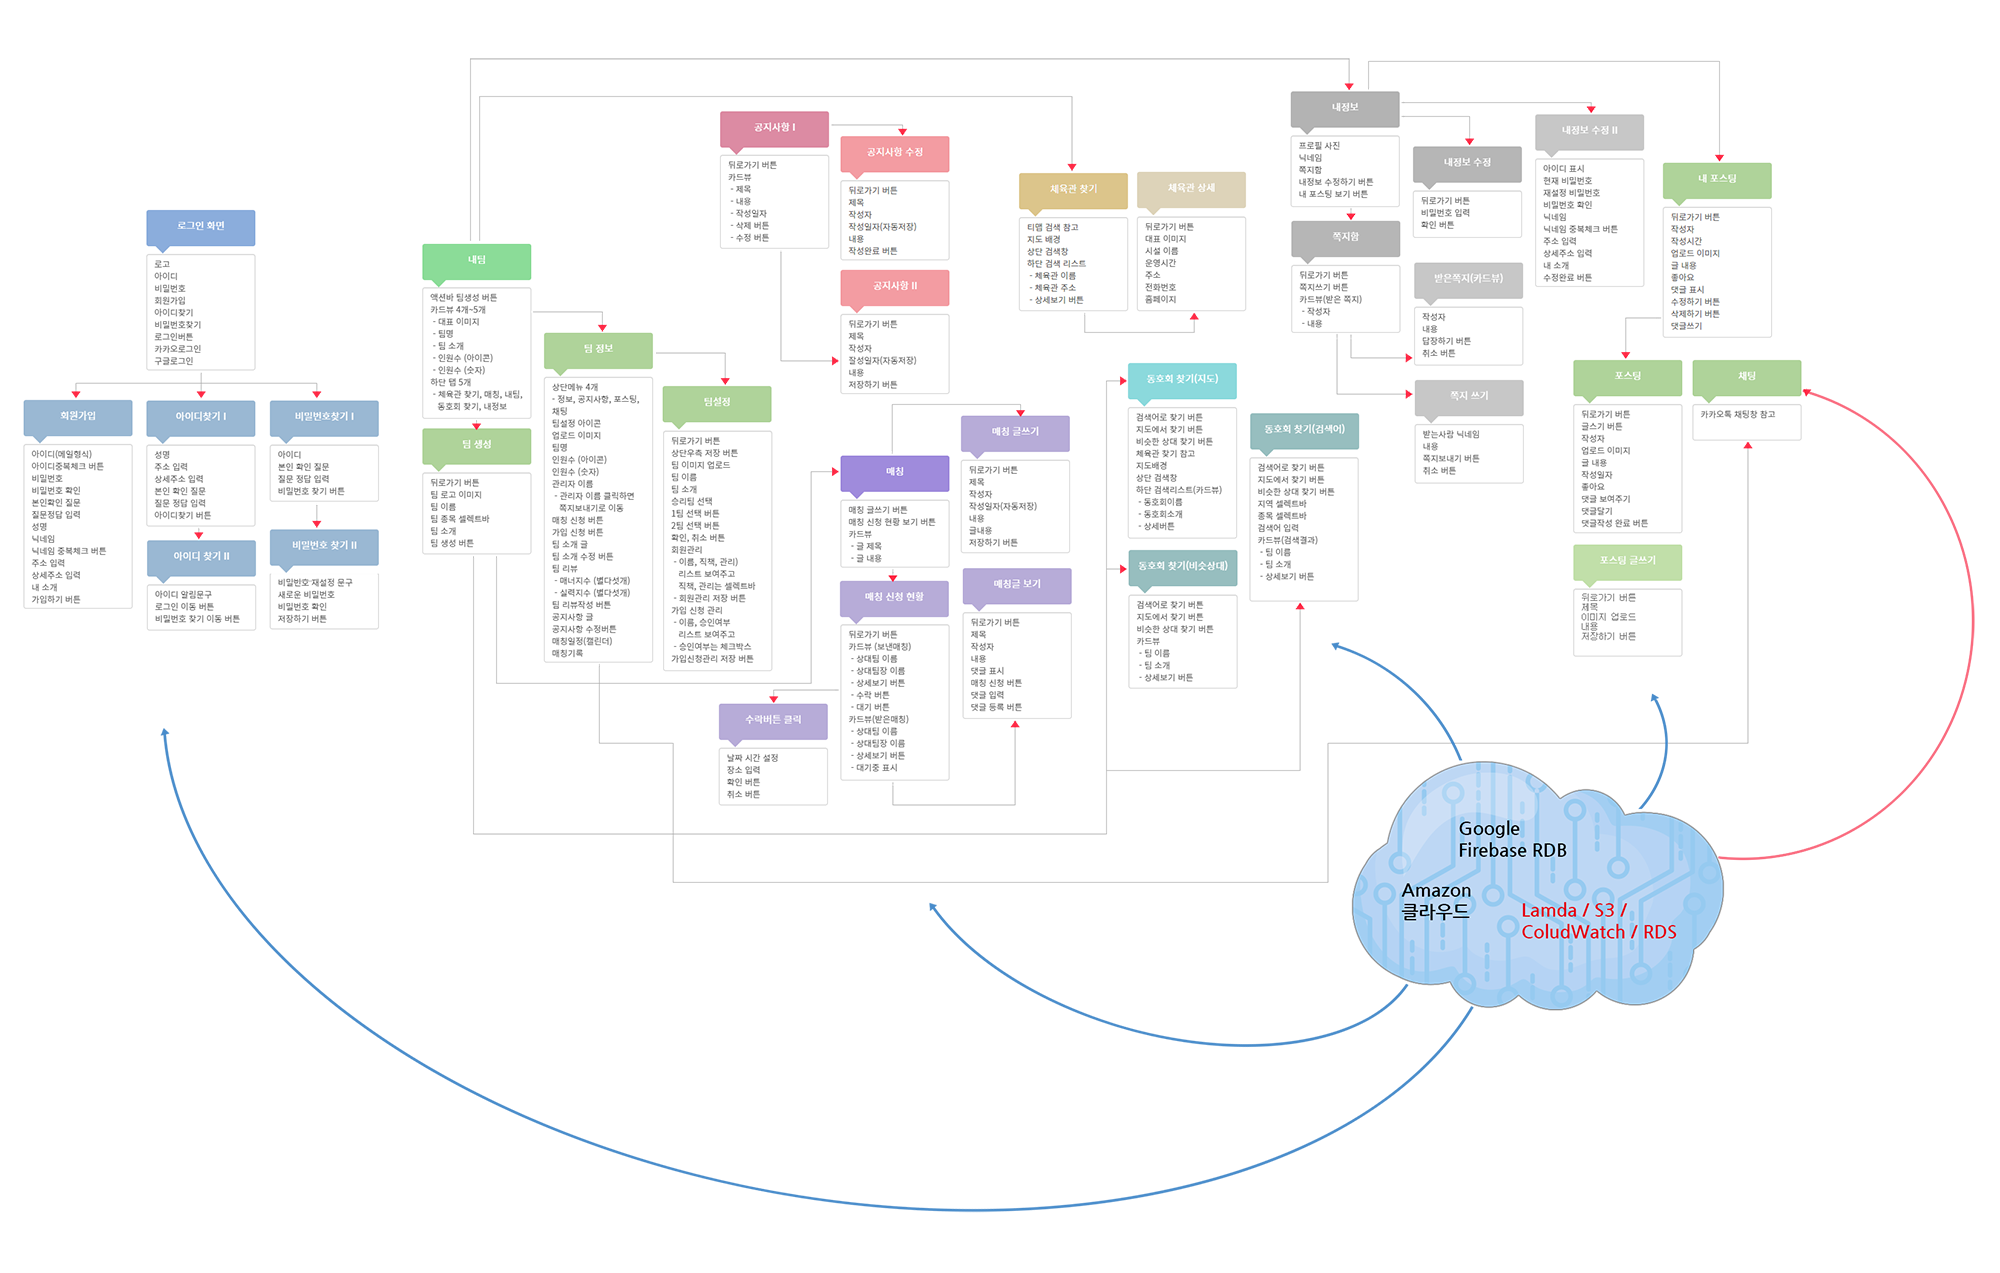 로그인 화면
로고
아이디
비밀번호
회원가입
아이디찾기
비밀번호찾기
로그인버튼
카카오로그인
구글로그인
회원가입
아이디(메일형식)
아이디중복체크 버튼
비밀번호
비밀번호 확인
본인확인 질문
질문정답 입력
성명
닉네임
닉네임 중복체크 버튼
주소 입력
상세주소 입력
내 소개
가입하기 버튼
아이디찾기 I
성명
주소 입력
상세주소 입력
본인 확인 질문
질문 정답 입력
아이디찾기 버튼
아이디 찾기 II
아이디 알림문구
로그인 이동 버튼
비밀번호 찾기 이동 버튼
비밀번호찾기 I
아이디
본인 확인 질문
질문 정답 입력
비밀번호 찾기 버튼
비밀번호 찾기 II
비밀번호 재설정 문구
새로운 비밀번호
비밀번호 확인
저장하기 버튼
내팀
액션바 팀생성 버튼
카드뷰 4개~5개
- 대표 이미지
- 팀명
- 팀 소개
- 인원수 (아이콘)
- 인원수 (숫자)
하단 탭 5개
- 체육관 찾기, 매칭, 내팀,
동호회 찾기, 내정보
팀 생성
뒤로가기 버튼
팀 로고 이미지
팀 이름
팀 종목 셀렉트바
팀 소개
팀 생성 버튼
팀 정보
상단메뉴 4개
- 정보, 공지사항, 포스팅,
채팅
팀설정 아이콘
업로드 이미지
팀명
인원수 (아이콘)
인원수 (숫자)
관리자 이름
- 관리자 이름 클릭하면
쪽지보내기로 이동
매칭 신청 버튼
가입 신청 버튼
팀 소개 글
팀 소개 수정 버튼
팀 리뷰
- 매너지수 (별다섯개)
- 실력지수 (별다섯개)
팀 리뷰작성 버튼
공지사항 글
공지사항 수정버튼
매칭일정(캘린더)
매칭기록
팀설정
뒤로가기 버튼
상단우측 저장 버튼
팀 이미지 업로드
팀 이름
팀 소개
승리팀 선택
1팀 선택 버튼
2팀 선택 버튼
확인, 취소 버튼
회원관리
- 이름, 직책, 관리)
리스트 보여주고
직책, 관리는 셀렉트바
- 회원관리 저장 버튼
가입 신청 관리
- 이름, 승인여부
리스트 보여주고
- 승인여부는 체크박스
가입신청관리 저장 버튼
공지사항 I
뒤로가기 버튼
카드뷰
- 제목
- 내용
- 작성일자
- 삭제 버튼
- 수정 버튼
공지사항 수정
뒤로가기 버튼
제목
작성자
작성일자(자동저장)
내용
작성완료 버튼
공지사항 II
뒤로가기 버튼
제목
작성자
잘성일자(자동저장)
내용
저장하기 버튼
매칭
매칭 글쓰기 버튼
매칭 신청 현황 보기 버튼
카드뷰
- 글 제목
- 글 내용
매칭 신청 현황
뒤로가기 버튼
카드뷰 (보낸매칭)
- 상대팀 이름
- 상대팀장 이름
- 상세보기 버튼
- 수락 버튼
- 대기 버튼
카드뷰(받은매칭)
- 상대팀 이름
- 상대팀장 이름
- 상세보기 버튼
- 대기중 표시
수락버튼 클릭
날짜 시간 설정
장소 입력
확인 버튼
취소 버튼
매칭 글쓰기
뒤로가기 버튼
제목
작성자
작성일자(자동저장)
내용
글내용
저장하기 버튼
매칭글 보기
뒤로가기 버튼
제목
작성자
내용
댓글 표시
매칭 신청 버튼
댓글 입력
댓글 등록 버튼
체육관 찾기
티맵 검색 참고
지도 배경
상단 검색창
하단 검색 리스트
- 체육관 이름
- 체육관 주소
- 상세보기 버튼
체육관 상세
뒤로가기 버튼
대표 이미지
시설 이름
운영시간
주소
전화번호
홈페이지
동호회 찾기(지도)
검색어로 찾기 버튼
지도에서 찾기 버튼
비슷한 상대 찾기 버튼
체육관 찾기 참고
지도배경
상단 검색창
하단 검색리스트(카드뷰)
- 동호회이름
- 동호회소개
- 상세버튼
동호회 찾기(비슷상대)
검색어로 찾기 버튼
지도에서 찾기 버튼
비슷한 상대 찾기 버튼
카드뷰
- 팀 이름
- 팀 소개
- 상세보기 버튼
동호회 찾기(검색어)
검색어로 찾기 버튼
지도에서 찾기 버튼
비슷한 상대 찾기 버튼
지역 셀렉트바
종목 셀렉트바
검색어 입력
카드뷰(검색결과)
- 팀 이름
- 팀 소개
- 상세보기 버튼
내정보
프로필 사진
닉네임
쪽지함
내정보 수정하기 버튼
내 포스팅 보기 버튼
쪽지함
뒤로가기 버튼
쪽지쓰기 버튼
카드뷰(받은 쪽지)
- 작성자
- 내용
내정보 수정
뒤로가기 버튼
비밀번호 입력
확인 버튼
받은쪽지(카드뷰)
작성자
내용
답장하기 버튼
취소 버튼
쪽지 쓰기
받는사람 닉네임
내용
쪽지보내기 버튼
취소 버튼
내정보 수정 II
아이디 표시
현재 비밀번호
재설정 비밀번호
비밀번호 확인
닉네임
닉네임 중복체크 버튼
주소 입력
상세주소 입력
내 소개
수정완료 버튼
내 포스팅
뒤로가기 버튼
작성자
작성시간
업로드 이미지
글 내용
좋아요
댓글 표시
수정하기 버튼
삭제하기 버튼
댓글쓰기
포스팅
뒤로가기 버튼
글스기 버튼
작성자
업로드 이미지
글 내용
작성일자
좋아요
댓글 보여주기
댓글달기
댓글작성 완료 버튼
포스팅 글쓰기
뒤로가기 버튼
제목
이미지 업로드
내용
저장하기 버튼
채팅
카카오톡 채팅창 참고
Google
Firebase RDB
Amazon
클라우드
Lamda / S3 /
ColudWatch / RDS